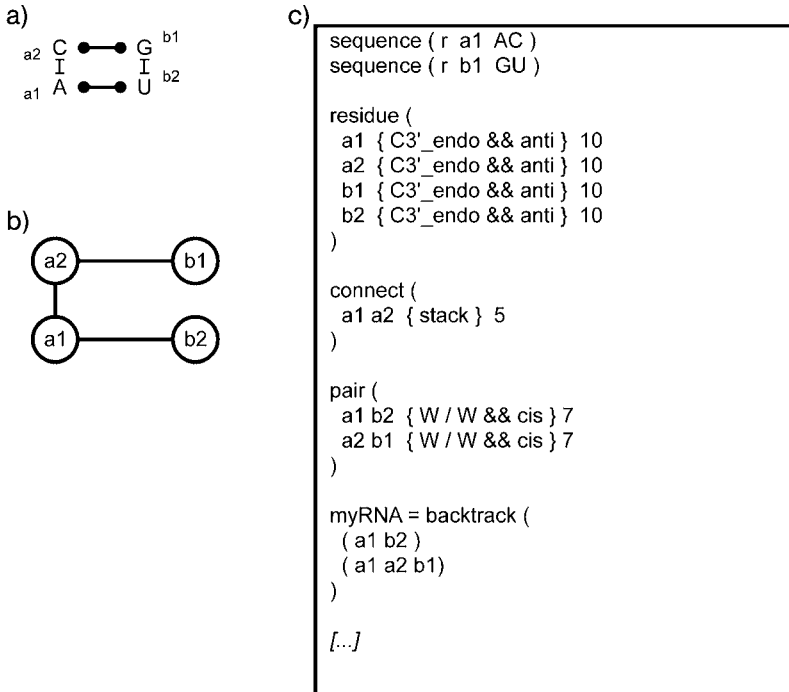 a)
a2 C G b1
a1 A U b2
b)
a2 b1
a1 b2
c)
sequence ( r a1 AC )
sequence ( r b1 GU )
residue (
a1 { C3'_endo && anti } 10
a2 { C3'_endo && anti } 10
b1 { C3'_endo && anti } 10
b2 { C3'_endo && anti } 10
)
connect (
a1 a2 { stack } 5
)
pair (
a1 b2 { W / W && cis } 7
a2 b1 { W / W && cis } 7
)
myRNA = backtrack (
( a1 b2 )
( a1 a2 b1)
)
[...]